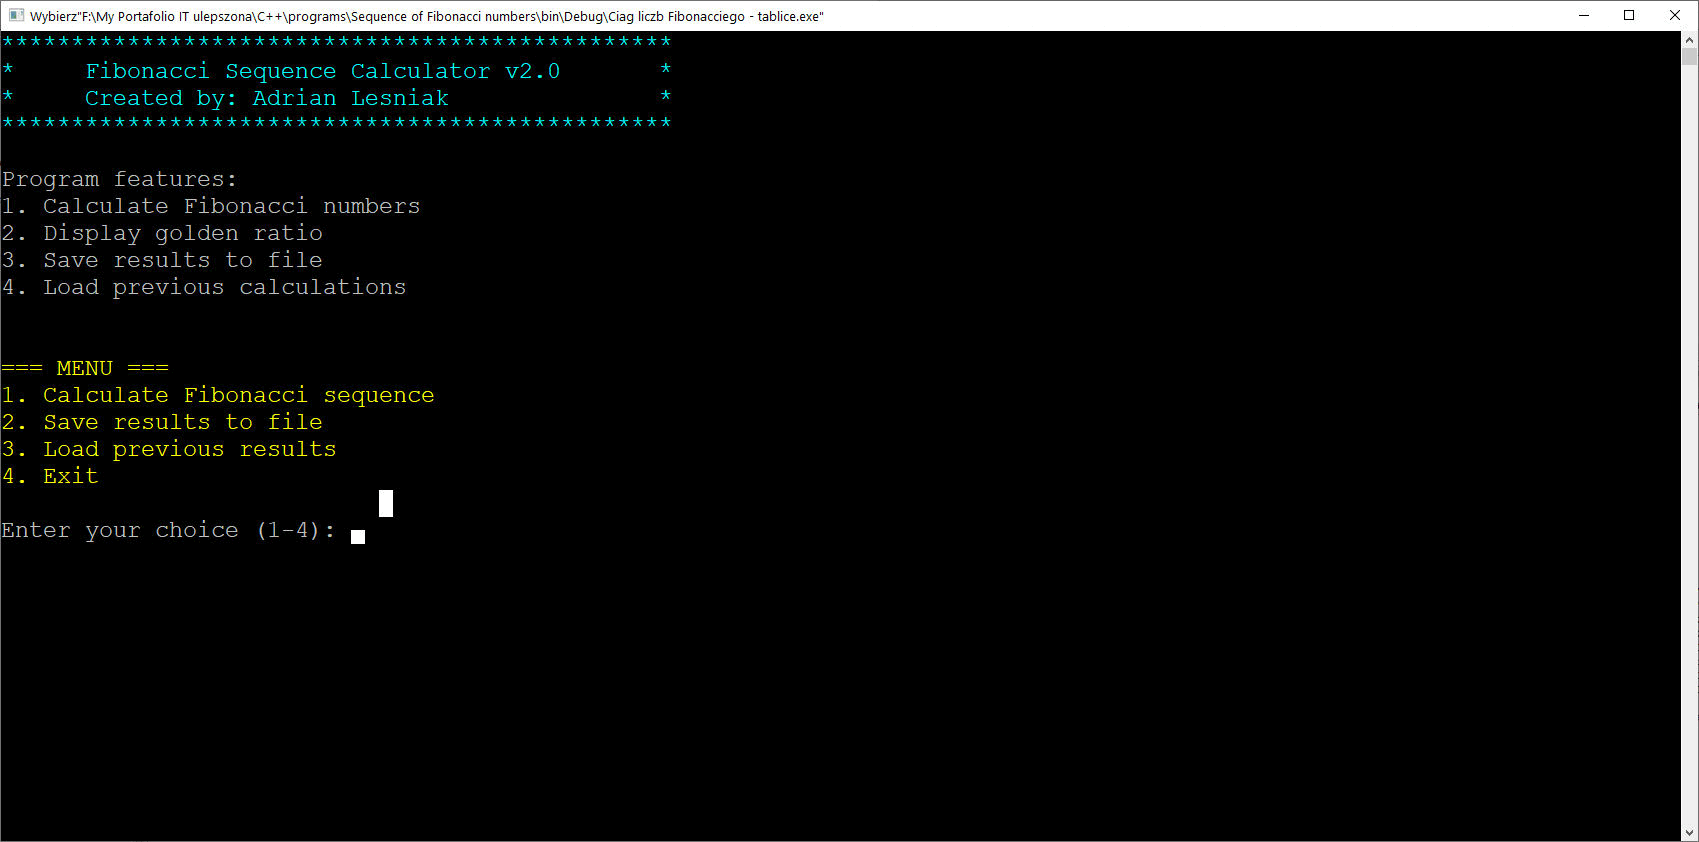 Wybierz"F:\My Portafolio IT ulepszona\C++\programs\Sequence of Fibonacci numbers\bin\Debug\Ciag liczb Fibonacciego - tablice.exe"
************************************************
*     Fibonacci Sequence Calculator v2.0       *
*     Created by: Adrian Lesniak               *
************************************************
Program features:
1. Calculate Fibonacci numbers
2. Display golden ratio
3. Save results to file
4. Load previous calculations
=== MENU ===
1. Calculate Fibonacci sequence
2. Save results to file
3. Load previous results
4. Exit
Enter your choice (1-4):